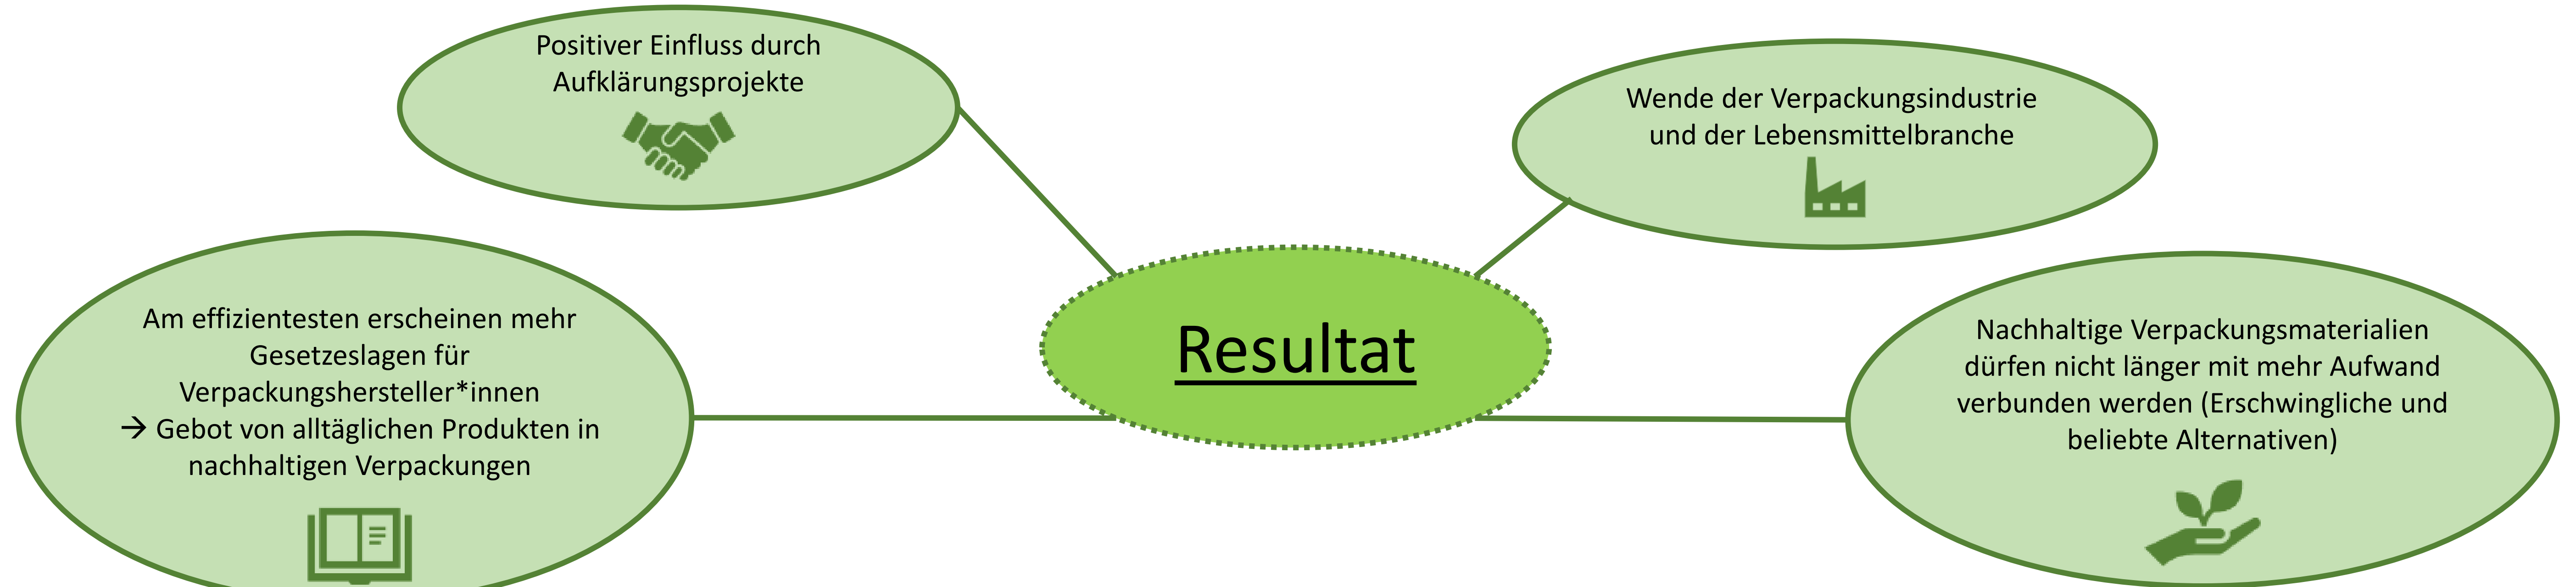 Positiver Einfluss durch
Aufklärungsprojekte
Wende der Verpackungsindustrie
und der Lebensmittelbranche
Am effizientesten erscheinen mehr
Gesetzeslagen für
Verpackungshersteller*innen
→ Gebot von alltäglichen Produkten in
nachhaltigen Verpackungen
Resultat
Nachhaltige Verpackungsmaterialien
dürfen nicht länger mit mehr Aufwand
verbunden werden (Erschwingliche und
beliebte Alternativen)